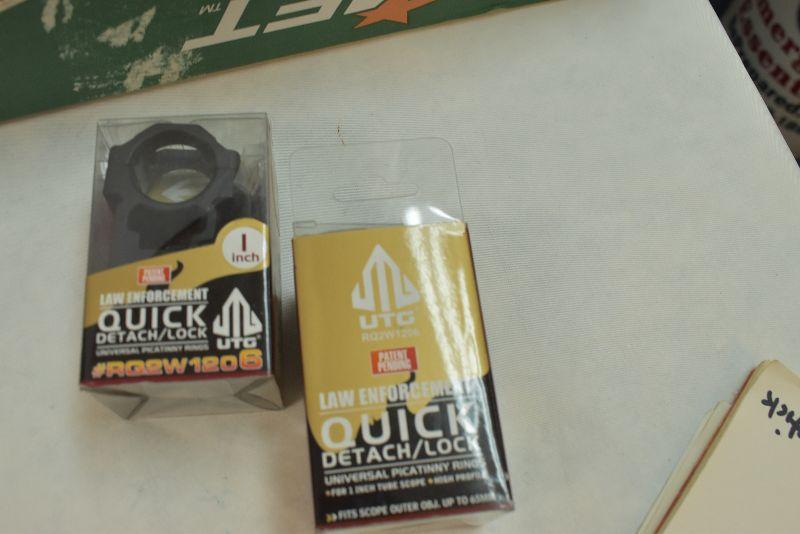 ET™
1
inch
PATENT
PENDING
LAW ENFORCEMENT
QUICK
DETACH/LOCK
UNIVERSAL PICATINNY RINGS
#RQ2W1206
UTG
UTG
RQ2W1206
PATENT
PENDING
LAW ENFORCEMENT
QUICK
DETACH/LOCK
UNIVERSAL PICATINNY RINGS
• FOR 1 INCH TUBE SCOPE • HIGH PROFILE
>> FITS SCOPE OUTER OBJ. UP TO 65MM